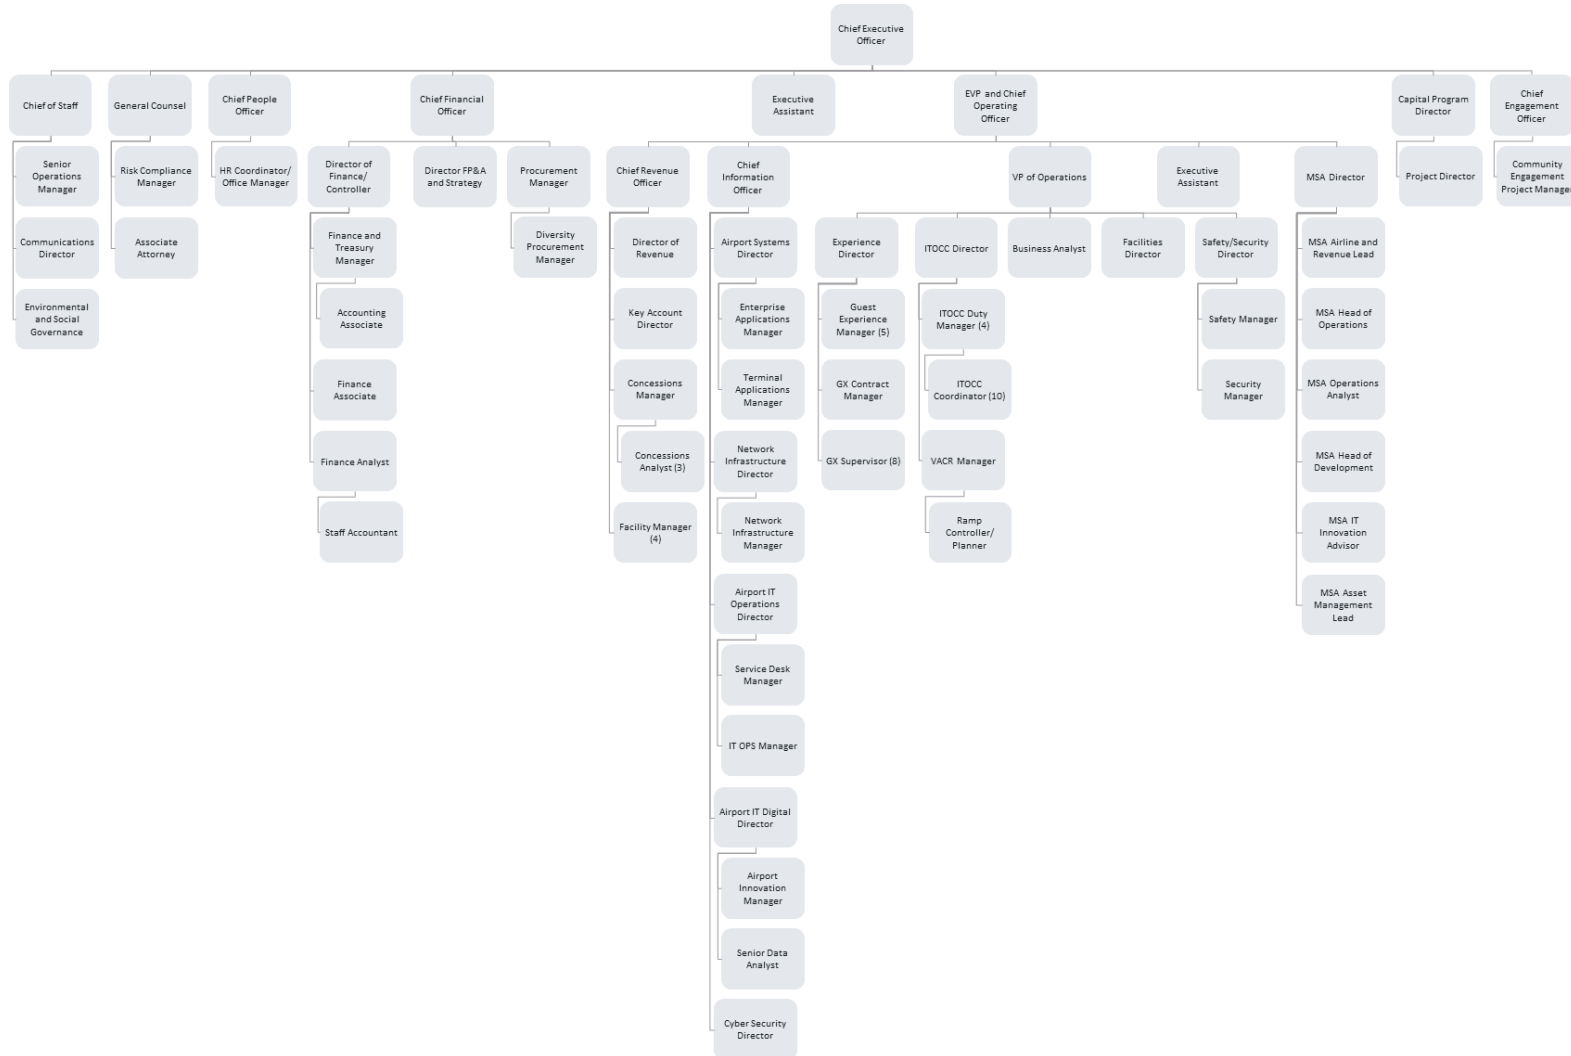 Chief Executive
Officer
Chief of Staff
General Counsel
Chief People
Officer
Chief Financial
Officer
Executive
Assistant
EVP and Chief
Operating
Officer
Capital Program
Director
Chief
Engagement
Officer
Senior
Operations
Manager
Communications
Director
Environmental
and Social
Governance
Risk Compliance
Manager
Associate
Attorney
HR Coordinator/
Office Manager
Director of
Finance/
Controller
Finance and
Treasury
Manager
Accounting
Associate
Finance
Associate
Finance Analyst
Staff Accountant
Director FP&A
and Strategy
Procurement
Manager
Diversity
Procurement
Manager
Chief Revenue
Officer
Director of
Revenue
Key Account
Director
Concessions
Manager
Concessions
Analyst (3)
Facility Manager
(4)
Chief
Information
Officer
Airport Systems
Director
Enterprise
Applications
Manager
Terminal
Applications
Manager
Network
Infrastructure
Director
Network
Infrastructure
Manager
Airport IT
Operations
Director
Service Desk
Manager
IT OPS Manager
Airport IT Digital
Director
Airport
Innovation
Manager
Senior Data
Analyst
Cyber Security
Director
VP of Operations
Experience
Director
Guest
Experience
Manager (5)
GX Contract
Manager
GX Supervisor (8)
ITOCC Director
ITOCC Duty
Manager (4)
ITOCC
Coordinator (10)
VACR Manager
Ramp
Controller/
Planner
Business Analyst
Facilities
Director
Safety/Security
Director
Safety Manager
Security
Manager
Executive
Assistant
MSA Director
MSA Airline and
Revenue Lead
MSA Head of
Operations
MSA Operations
Analyst
MSA Head of
Development
MSA IT
Innovation
Advisor
MSA Asset
Management
Lead
Project Director
Community
Engagement
Project Manager